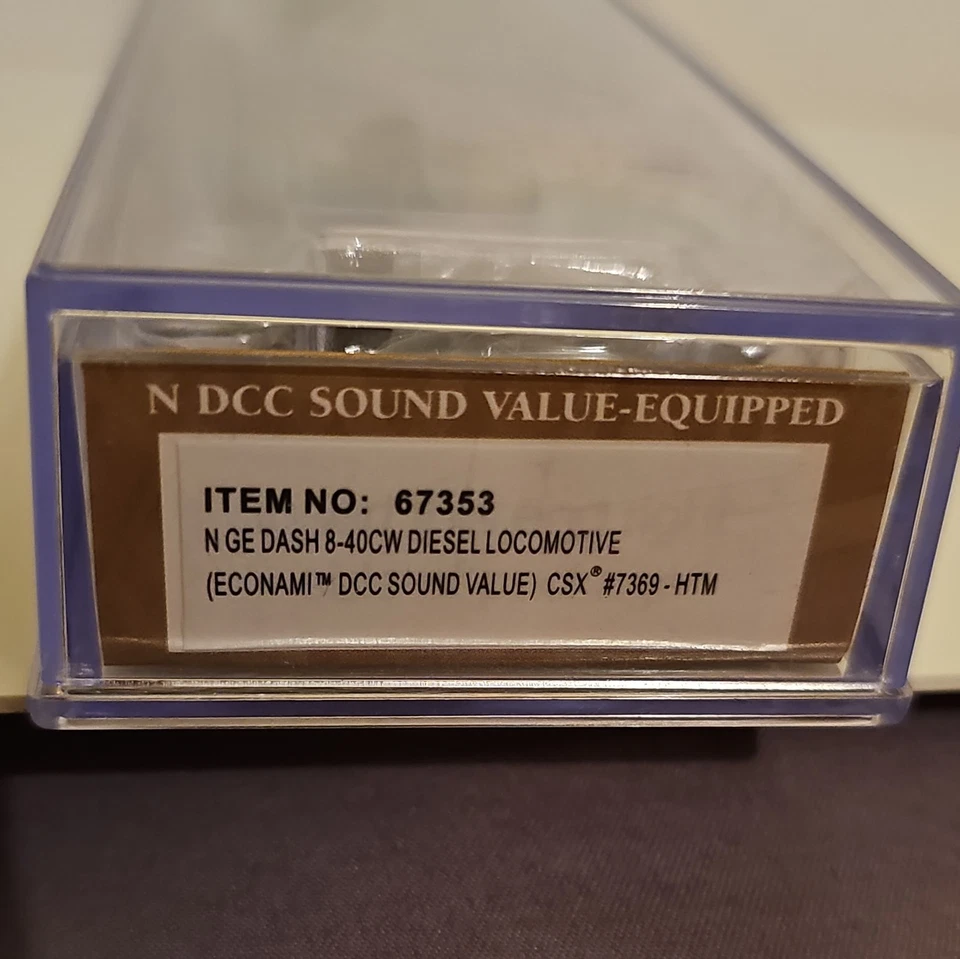 N DCC SOUND VALUE-EQUIPPED
ITEM NO: 67353
N GE DASH 8-40CW DIESEL LOCOMOTIVE
(ECONAMI™ DCC SOUND VALUE) CSX® #7369 - HTM